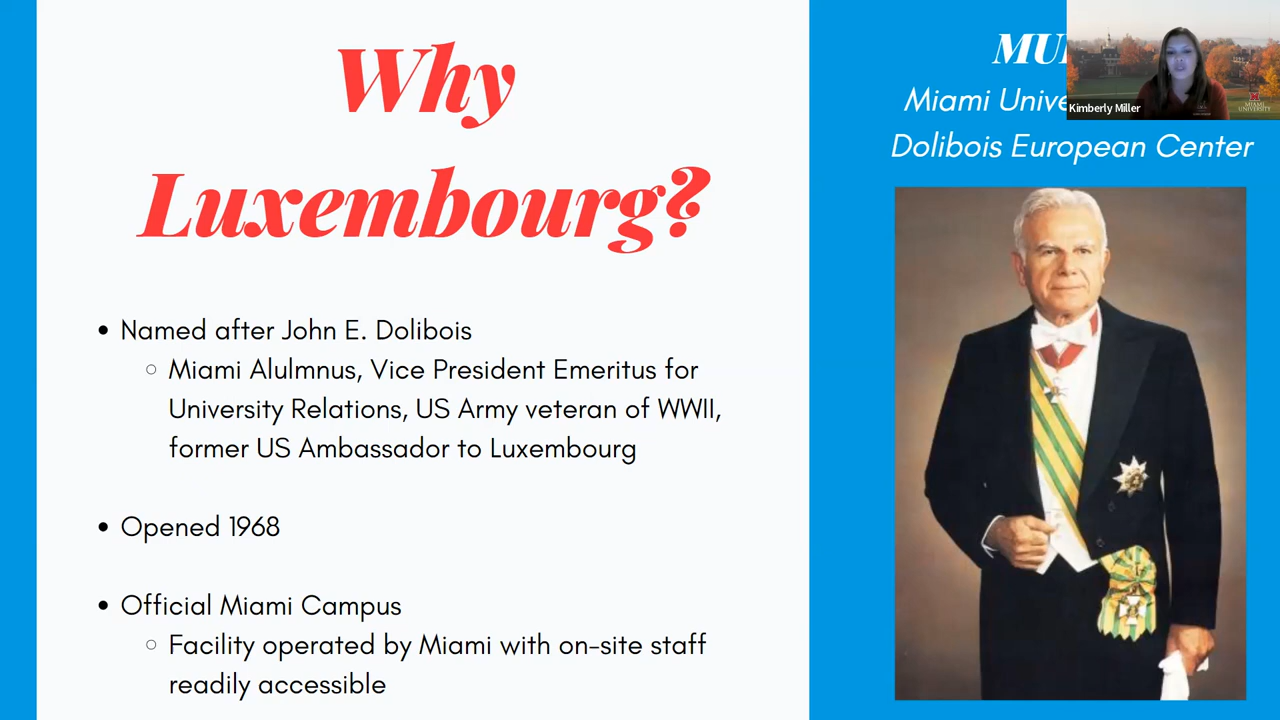 Why
Luxembourg?
Named after John E. Dolibois
Miami Alulmnus, Vice President Emeritus for
University Relations, US Army veteran of WWII,
former US Ambassador to Luxembourg
Opened 1968
Official Miami Campus
Facility operated by Miami with on-site staff
readily accessible
Miami
Dolibois European Center
Kimberly Miller
MIAMI
UNIVERSITY